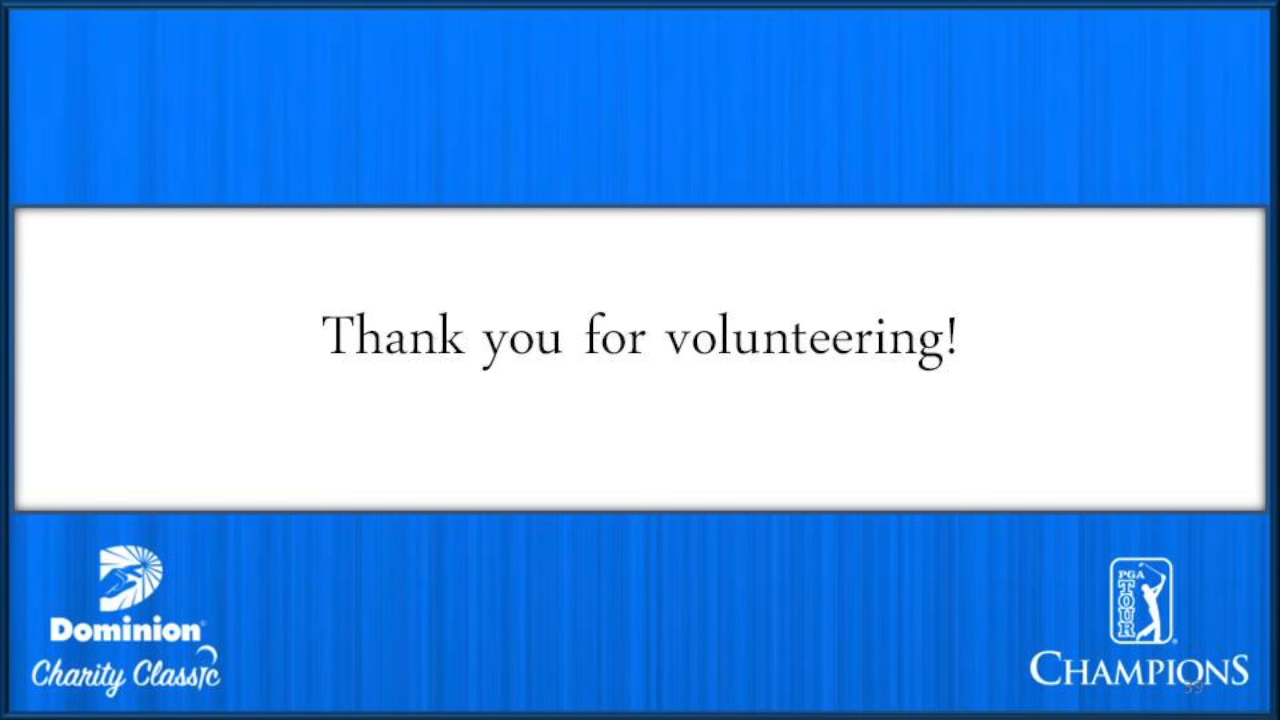 Thank you for volunteering!
Dominion®
Charity Classic
PGA
TOUR
CHAMPIONS